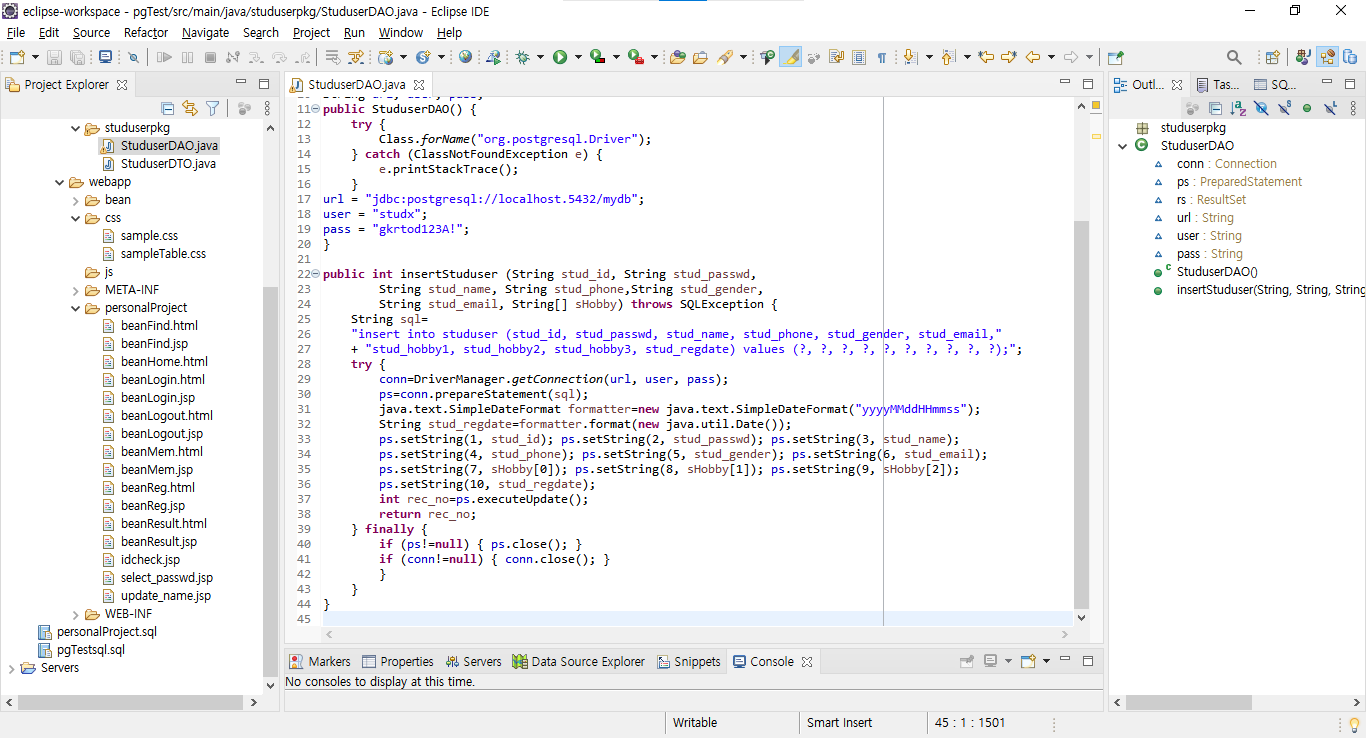 eclipse-workspace - pgTest/src/main/java/studuserpkg/StuduserDAO.java - Eclipse IDE
File Edit Source Refactor Navigate Search Project Run Window Help
Project Explorer
studuserpkg
StuduserDAO.java
StuduserDTO.java
webapp
bean
css
sample.css
sampleTable.css
js
META-INF
personalProject
beanFind.html
beanFind.jsp
beanHome.html
beanLogin.html
beanLogin.jsp
beanLogout.html
beanLogout.jsp
beanMem.html
beanMem.jsp
beanReg.html
beanReg.jsp
beanResult.html
beanResult.jsp
idcheck.jsp
select_passwd.jsp
update_name.jsp
WEB-INF
personalProject.sql
pgTestsql.sql
Servers
StuduserDAO.java
11 public StuduserDAO() {
12 try {
13 Class.forName("org.postgresql.Driver");
14 } catch (ClassNotFoundException e) {
15 e.printStackTrace();
16 }
17 url = "jdbc:postgresql://localhost.5432/mydb";
18 user = "studx";
19 pass = "gkrtod123A!";
20 }
21
22 public int insertStuduser (String stud_id, String stud_passwd,
23 String stud_name, String stud_phone,String stud_gender,
24 String stud_email, String[] sHobby) throws SQLException {
25 String sql=
26 "insert into studuser (stud_id, stud_passwd, stud_name, stud_phone, stud_gender, stud_email,"
27 + "stud_hobby1, stud_hobby2, stud_hobby3, stud_regdate) values (?, ?, ?, ?, ?, ?, ?, ?, ?, ?);";
28 try {
29 conn=DriverManager.getConnection(url, user, pass);
30 ps=conn.prepareStatement(sql);
31 java.text.SimpleDateFormat formatter=new java.text.SimpleDateFormat("yyyyMMddHHmmss");
32 String stud_regdate=formatter.format(new java.util.Date());
33 ps.setString(1, stud_id); ps.setString(2, stud_passwd); ps.setString(3, stud_name);
34 ps.setString(4, stud_phone); ps.setString(5, stud_gender); ps.setString(6, stud_email);
35 ps.setString(7, sHobby[0]); ps.setString(8, sHobby[1]); ps.setString(9, sHobby[2]);
36 ps.setString(10, stud_regdate);
37 int rec_no=ps.executeUpdate();
38 return rec_no;
39 } finally {
40 if (ps!=null) { ps.close(); }
41 if (conn!=null) { conn.close(); }
42 }
43 }
44 }
45
Markers Properties Servers Data Source Explorer Snippets Console
No consoles to display at this time.
Outl... Tas... SQ...
studuserpkg
StuduserDAO
conn : Connection
ps : PreparedStatement
rs : ResultSet
url : String
user : String
pass : String
StuduserDAO()
insertStuduser(String, String, String
Writable Smart Insert 45 : 1 : 1501